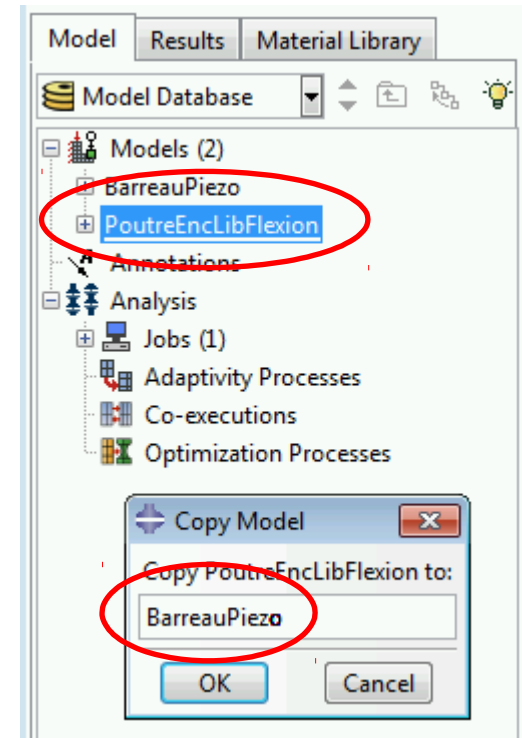 Model Results Material Library
Model Database
Models (2)
BarreauPiezo
PoutreEncLibFlexion
Annotations
Analysis
Jobs (1)
Adaptivity Processes
Co-executions
Optimization Processes
Copy Model
Copy PoutreEncLibFlexion to:
BarreauPiezo
OK Cancel